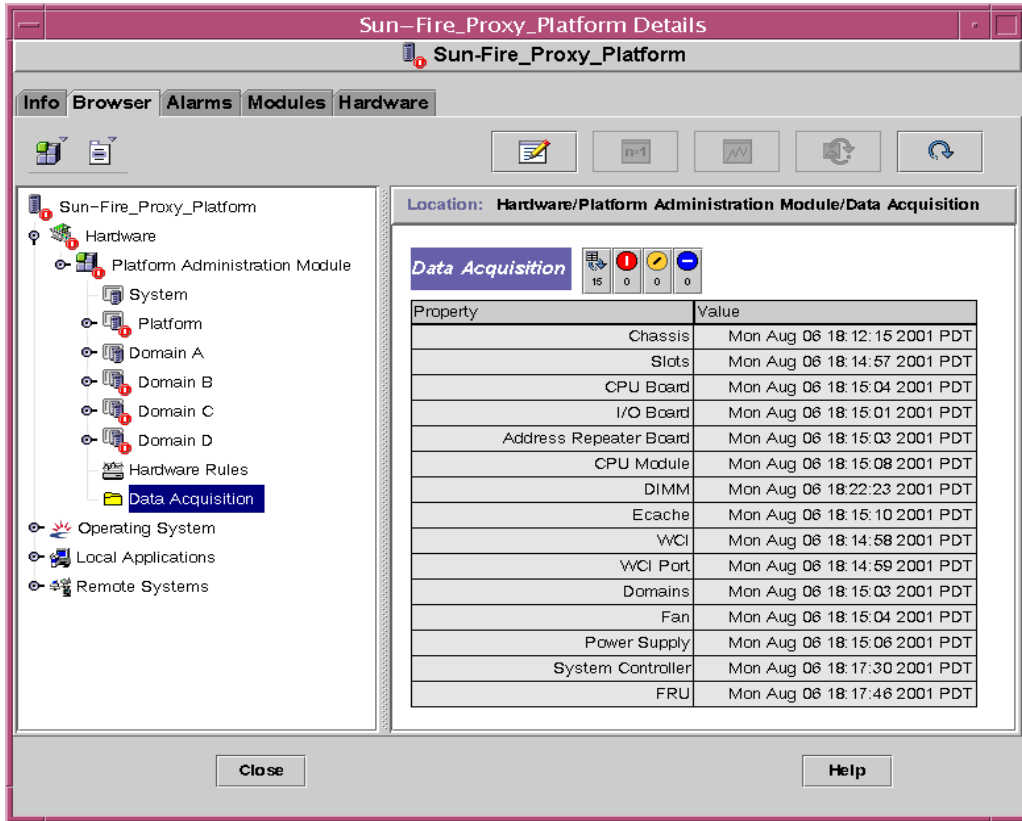 Sun-Fire_Proxy_Platform Details
Sun-Fire_Proxy_Platform
Info Browser Alarms Modules Hardware
n=1
Sun-Fire_Proxy_Platform
Hardware
Platform Administration Module
System
Platform
Domain A
Domain B
Domain C
Domain D
Hardware Rules
Data Acquisition
Operating System
Local Applications
Remote Systems
Location: Hardware/Platform Administration Module/Data Acquisition
Data Acquisition 15 0 0 0
Property Value
Chassis Mon Aug 06 18:12:15 2001 PDT
Slots Mon Aug 06 18:14:57 2001 PDT
CPU Board Mon Aug 06 18:15:04 2001 PDT
I/O Board Mon Aug 06 18:15:01 2001 PDT
Address Repeater Board Mon Aug 06 18:15:03 2001 PDT
CPU Module Mon Aug 06 18:15:08 2001 PDT
DIMM Mon Aug 06 18:22:23 2001 PDT
Ecache Mon Aug 06 18:15:10 2001 PDT
WCI Mon Aug 06 18:14:58 2001 PDT
WCI Port Mon Aug 06 18:14:59 2001 PDT
Domains Mon Aug 06 18:15:03 2001 PDT
Fan Mon Aug 06 18:15:04 2001 PDT
Power Supply Mon Aug 06 18:15:06 2001 PDT
System Controller Mon Aug 06 18:17:30 2001 PDT
FRU Mon Aug 06 18:17:46 2001 PDT
Close Help